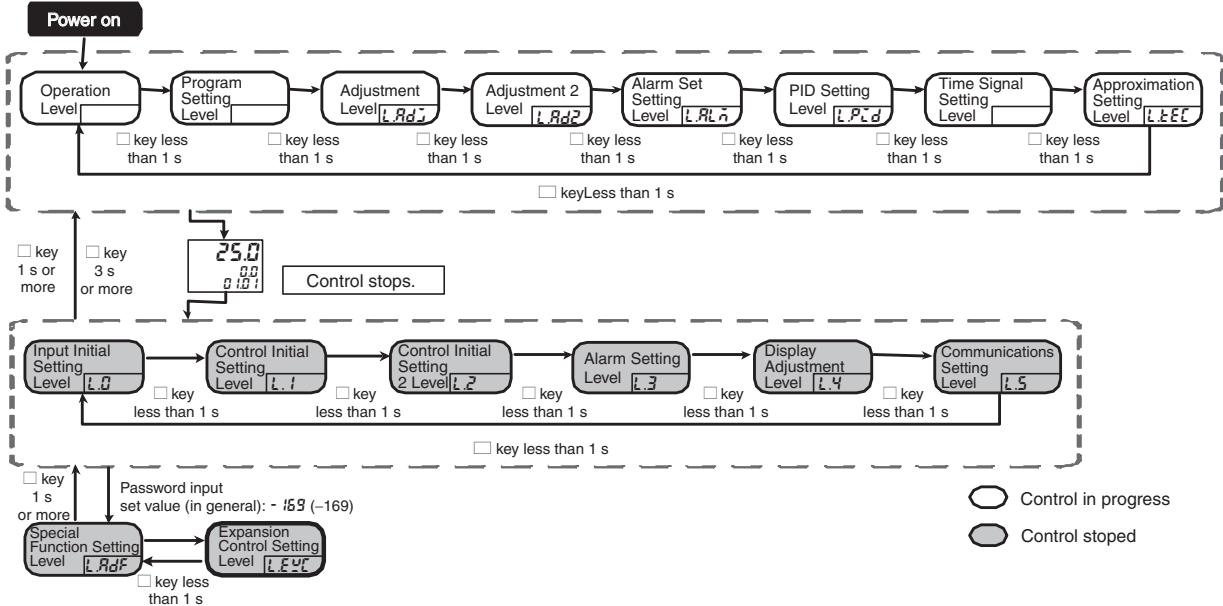 Power on
Operation
Level
Program
Setting
Level
Adjustment
Level L.AdJ
Adjustment 2
Level L.Ad2
Alarm Set
Setting
Level L.ALM
PID Setting
Level L.PID
Time Signal
Setting
Level
Approximation
Setting
Level L.TEC
□ key less
than 1 s
□ key less
than 1 s
□ key less
than 1 s
□ key less
than 1 s
□ key less
than 1 s
□ key less
than 1 s
□ key less
than 1 s
□ keyLess than 1 s
□ key
1 s or
more
□ key
3 s
or more
25.0
0.0
01.01
Control stops.
Input Initial
Setting
Level L.0
Control Initial
Setting
Level L.1
Control Initial
Setting
2 Level L.2
Alarm Setting
Level L.3
Display
Adjustment
Level L.4
Communications
Setting
Level L.5
□ key
less than 1 s
□ key
less than 1 s
□ key
less than 1 s
□ key
less than 1 s
□ key
less than 1 s
□ key less than 1 s
□ key
1 s
or more
Password input
set value (in general): -169 (–169)
Special
Function Setting
Level L.AdF
Expansion
Control Setting
Level L.EXC
□ key less
than 1 s
Control in progress
Control stoped